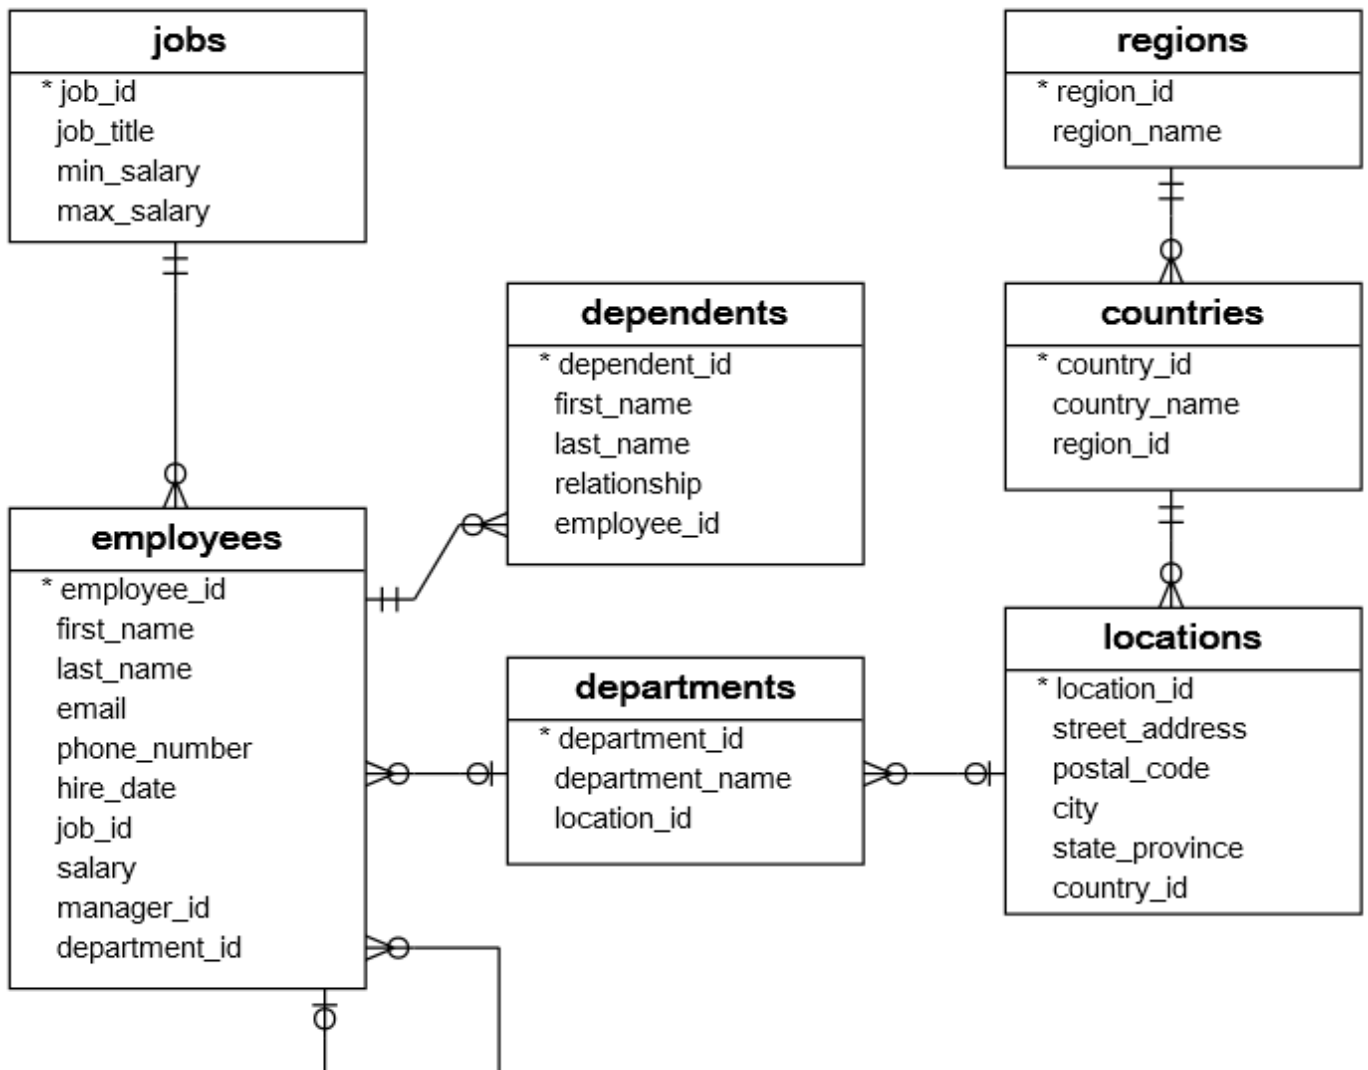 jobs
* job_id
job_title
min_salary
max_salary
regions
* region_id
region_name
dependents
* dependent_id
first_name
last_name
relationship
employee_id
countries
* country_id
country_name
region_id
employees
* employee_id
first_name
last_name
email
phone_number
hire_date
job_id
salary
manager_id
department_id
departments
* department_id
department_name
location_id
locations
* location_id
street_address
postal_code
city
state_province
country_id